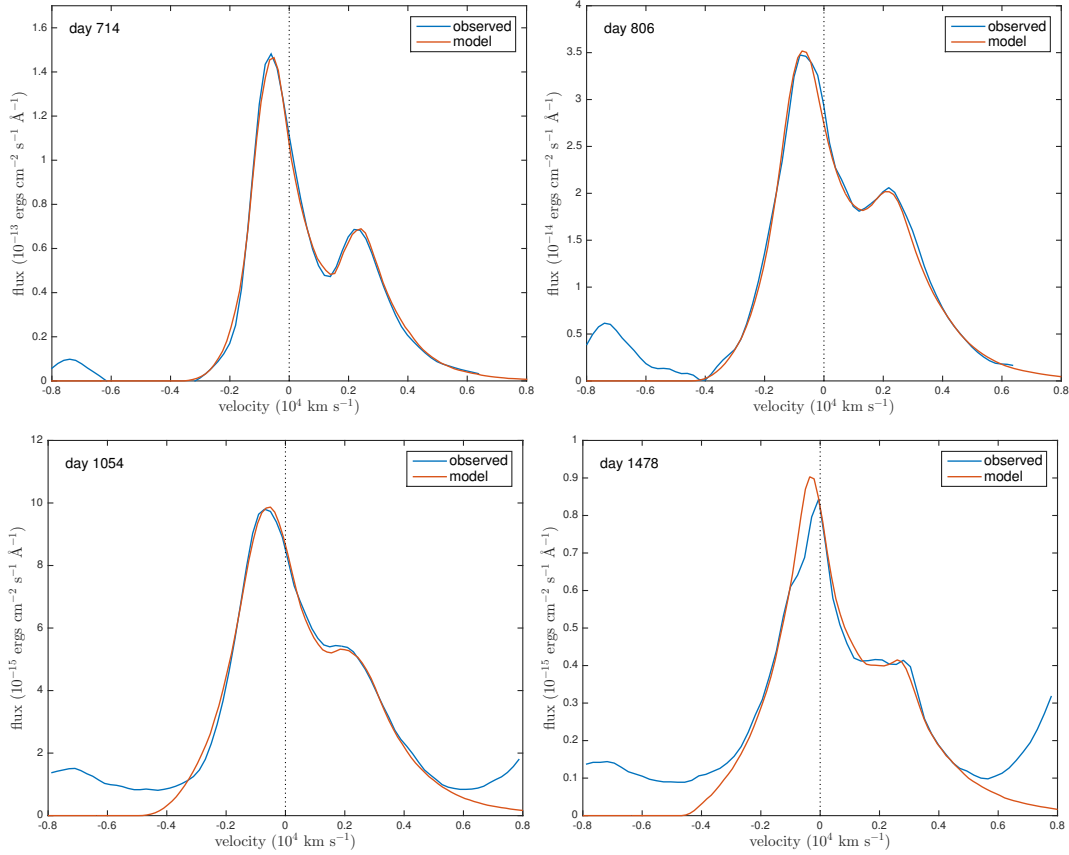 day 714
observed
model
flux (10⁻¹³ ergs cm⁻² s⁻¹ Å⁻¹)
1.6
1.4
1.2
1
0.8
0.6
0.4
0.2
0
-0.8 -0.6 -0.4 -0.2 0 0.2 0.4 0.6 0.8
velocity (10⁴ km s⁻¹)
day 806
observed
model
flux (10⁻¹⁴ ergs cm⁻² s⁻¹ Å⁻¹)
4
3.5
3
2.5
2
1.5
1
0.5
0
-0.8 -0.6 -0.4 -0.2 0 0.2 0.4 0.6 0.8
velocity (10⁴ km s⁻¹)
day 1054
observed
model
flux (10⁻¹⁵ ergs cm⁻² s⁻¹ Å⁻¹)
12
10
8
6
4
2
0
-0.8 -0.6 -0.4 -0.2 0 0.2 0.4 0.6 0.8
velocity (10⁴ km s⁻¹)
day 1478
observed
model
flux (10⁻¹⁵ ergs cm⁻² s⁻¹ Å⁻¹)
1
0.9
0.8
0.7
0.6
0.5
0.4
0.3
0.2
0.1
0
-0.8 -0.6 -0.4 -0.2 0 0.2 0.4 0.6 0.8
velocity (10⁴ km s⁻¹)